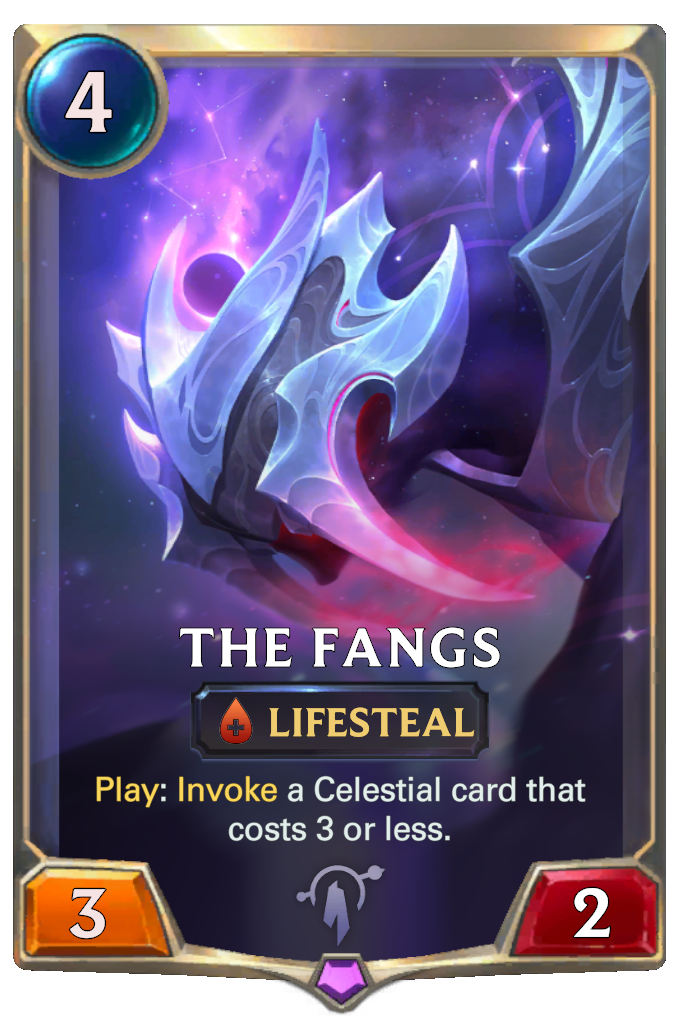 4
THE FANGS
LIFESTEAL
Play: Invoke a Celestial card that
costs 3 or less.
3
2